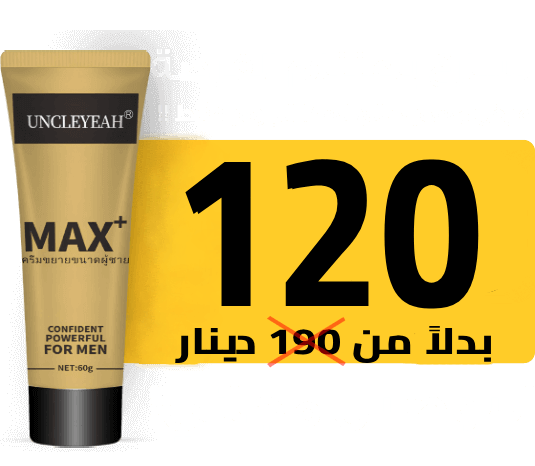 UNCLEYEAH®
MAX+
ครีมขยายขนาดผู้ชาย
CONFIDENT
POWERFUL
FOR MEN
NET:60g
120
بدلاً من 190 دينار